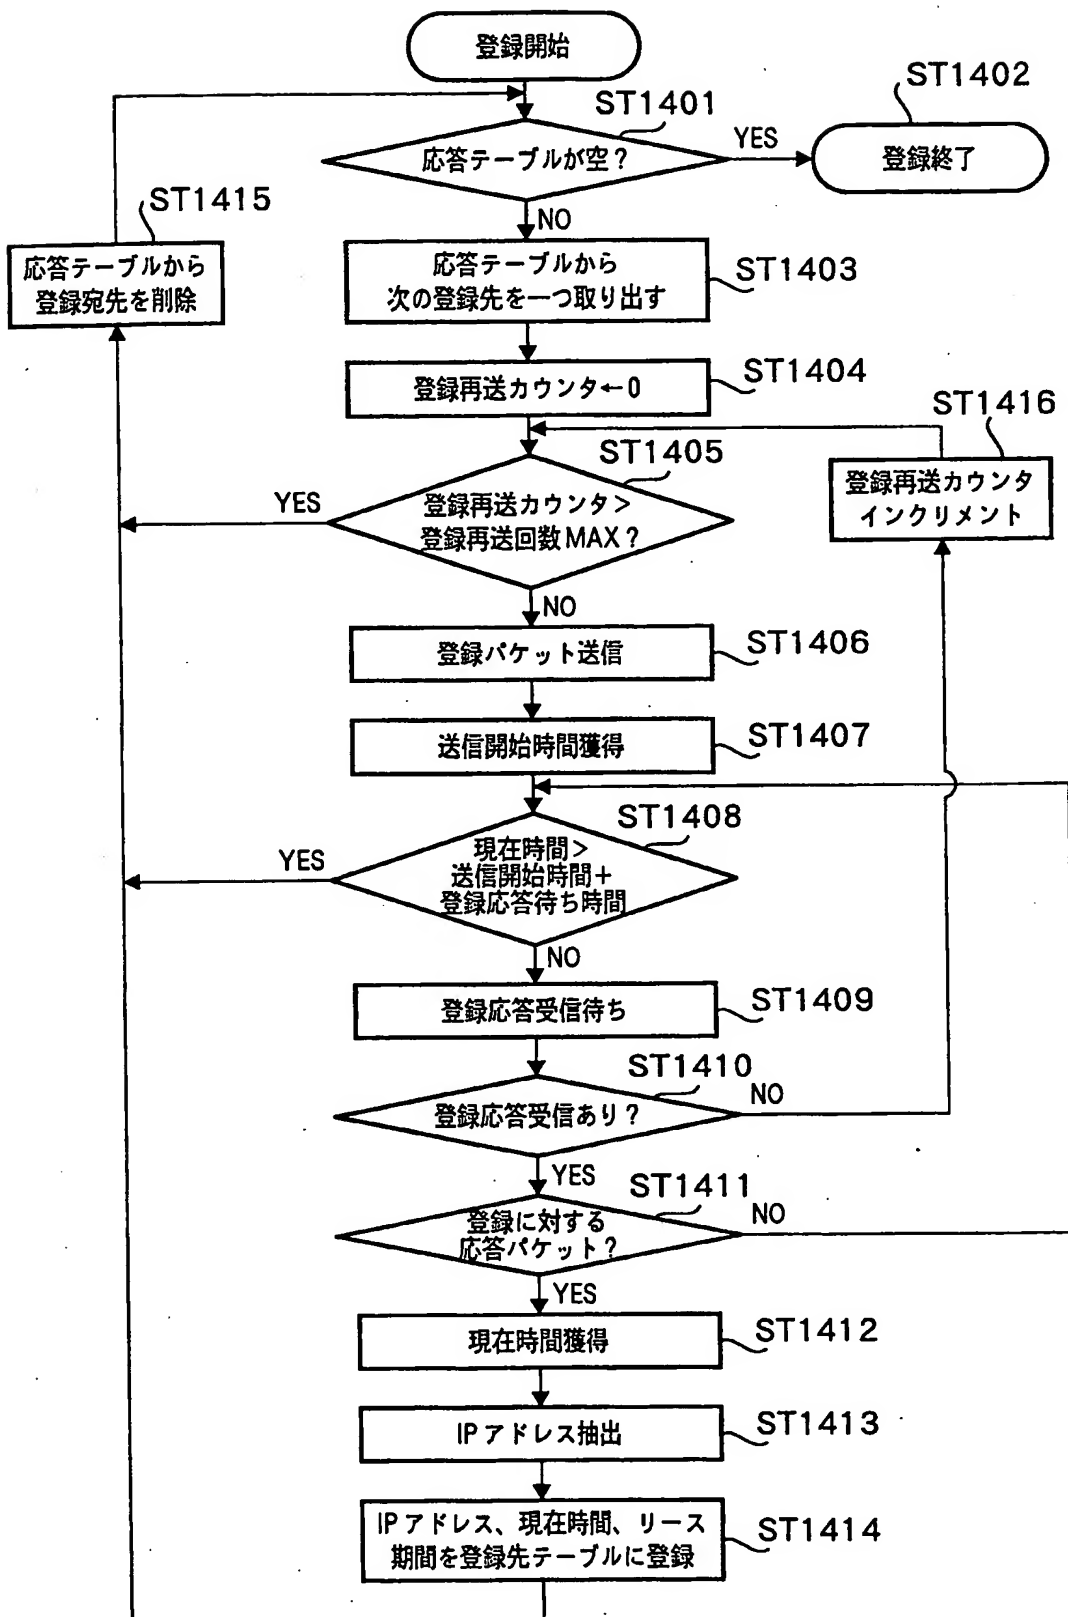 登録開始
ST1401
ST1402
応答テーブルが空？
YES
登録終了
NO
ST1415
応答テーブルから
登録宛先を削除
応答テーブルから
次の登録先を一つ取り出す
ST1403
登録再送カウンタ←0
ST1404
ST1416
登録再送カウンタ
インクリメント
ST1405
YES
登録再送カウンタ＞
登録再送回数MAX？
NO
登録パケット送信
ST1406
送信開始時間獲得
ST1407
ST1408
YES
現在時間＞
送信開始時間＋
登録応答待ち時間
NO
登録応答受信待ち
ST1409
ST1410
登録応答受信あり？
NO
YES
ST1411
登録に対する
応答パケット？
NO
YES
現在時間獲得
ST1412
IPアドレス抽出
ST1413
IPアドレス、現在時間、リース
期間を登録先テーブルに登録
ST1414